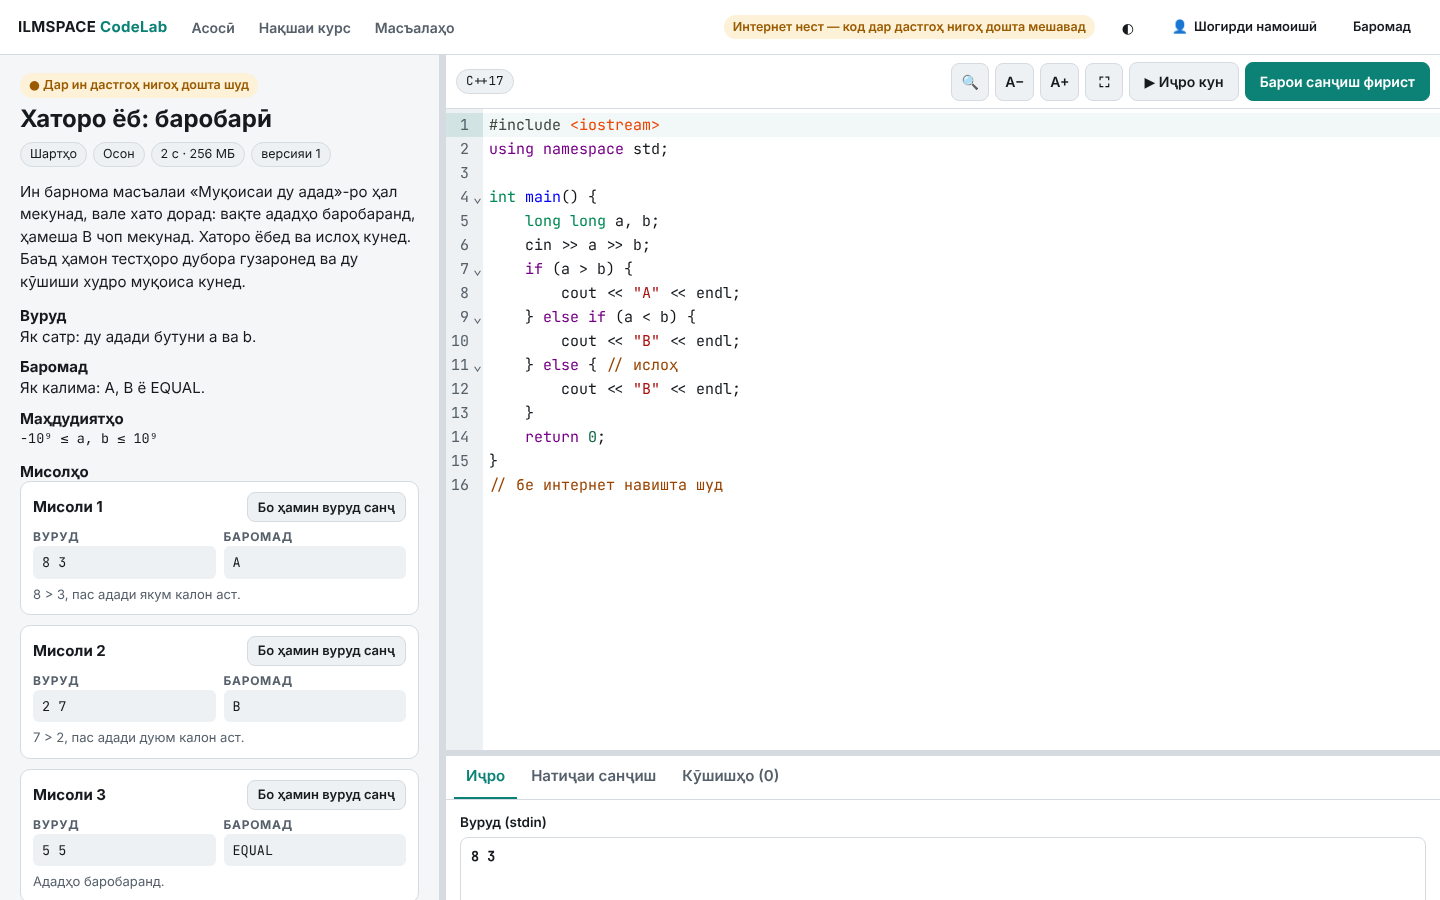 ILMSPACE CodeLab Асосӣ Нақшаи курс Масъалаҳо Интернет нест — код дар дастгоҳ нигоҳ дошта мешавад Шогирди намоишӣ Баромад
Дар ин дастгоҳ нигоҳ дошта шуд
Хаторо ёб: баробарӣ
Шартҳо Осон 2 с · 256 МБ версияи 1
Ин барнома масъалаи «Муқоисаи ду адад»-ро ҳал
мекунад, вале хато дорад: вақте ададҳо баробаранд,
ҳамеша B чоп мекунад. Хаторо ёбед ва ислоҳ кунед.
Баъд ҳамон тестҳоро дубора гузаронед ва ду
кӯшиши худро муқоиса кунед.
Вуруд
Як сатр: ду адади бутуни a ва b.
Баромад
Як калима: A, B ё EQUAL.
Маҳдудиятҳо
-10⁹ ≤ a, b ≤ 10⁹
Мисолҳо
Мисоли 1 Бо ҳамин вуруд санҷ
ВУРУД БАРОМАД
8 3 A
8 > 3, пас адади якум калон аст.
Мисоли 2 Бо ҳамин вуруд санҷ
ВУРУД БАРОМАД
2 7 B
7 > 2, пас адади дуюм калон аст.
Мисоли 3 Бо ҳамин вуруд санҷ
ВУРУД БАРОМАД
5 5 EQUAL
Ададҳо баробаранд.
C++17 A− A+ ▶ Иҷро кун Барои санҷиш фирист
1 #include <iostream>
2 using namespace std;
3
4 int main() {
5     long long a, b;
6     cin >> a >> b;
7     if (a > b) {
8         cout << "A" << endl;
9     } else if (a < b) {
10         cout << "B" << endl;
11     } else { // ислоҳ
12         cout << "B" << endl;
13     }
14     return 0;
15 }
16 // бе интернет навишта шуд
Иҷро Натиҷаи санҷиш Кӯшишҳо (0)
Вуруд (stdin)
8 3